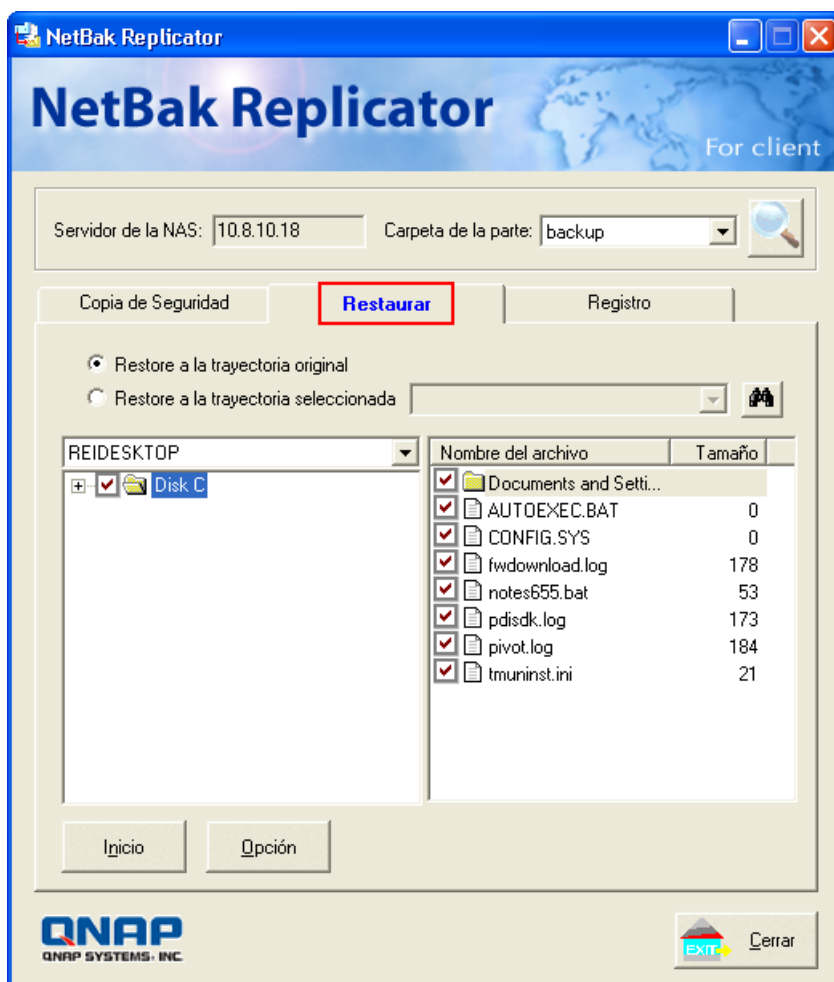 NetBak Replicator
NetBak Replicator
For client
Servidor de la NAS: 10.8.10.18 Carpeta de la parte: backup
Copia de Seguridad Restaurar Registro
Restore a la trayectoria original
Restore a la trayectoria seleccionada
REIDESKTOP Nombre del archivo Tamaño
Disk C Documents and Setti...
AUTOEXEC.BAT 0
CONFIG.SYS 0
fwdownload.log 178
notes655.bat 53
pdisdk.log 173
pivot.log 184
tmuninst.ini 21
Inicio Opción
QNAP
QNAP SYSTEMS, INC.
EXIT Cerrar